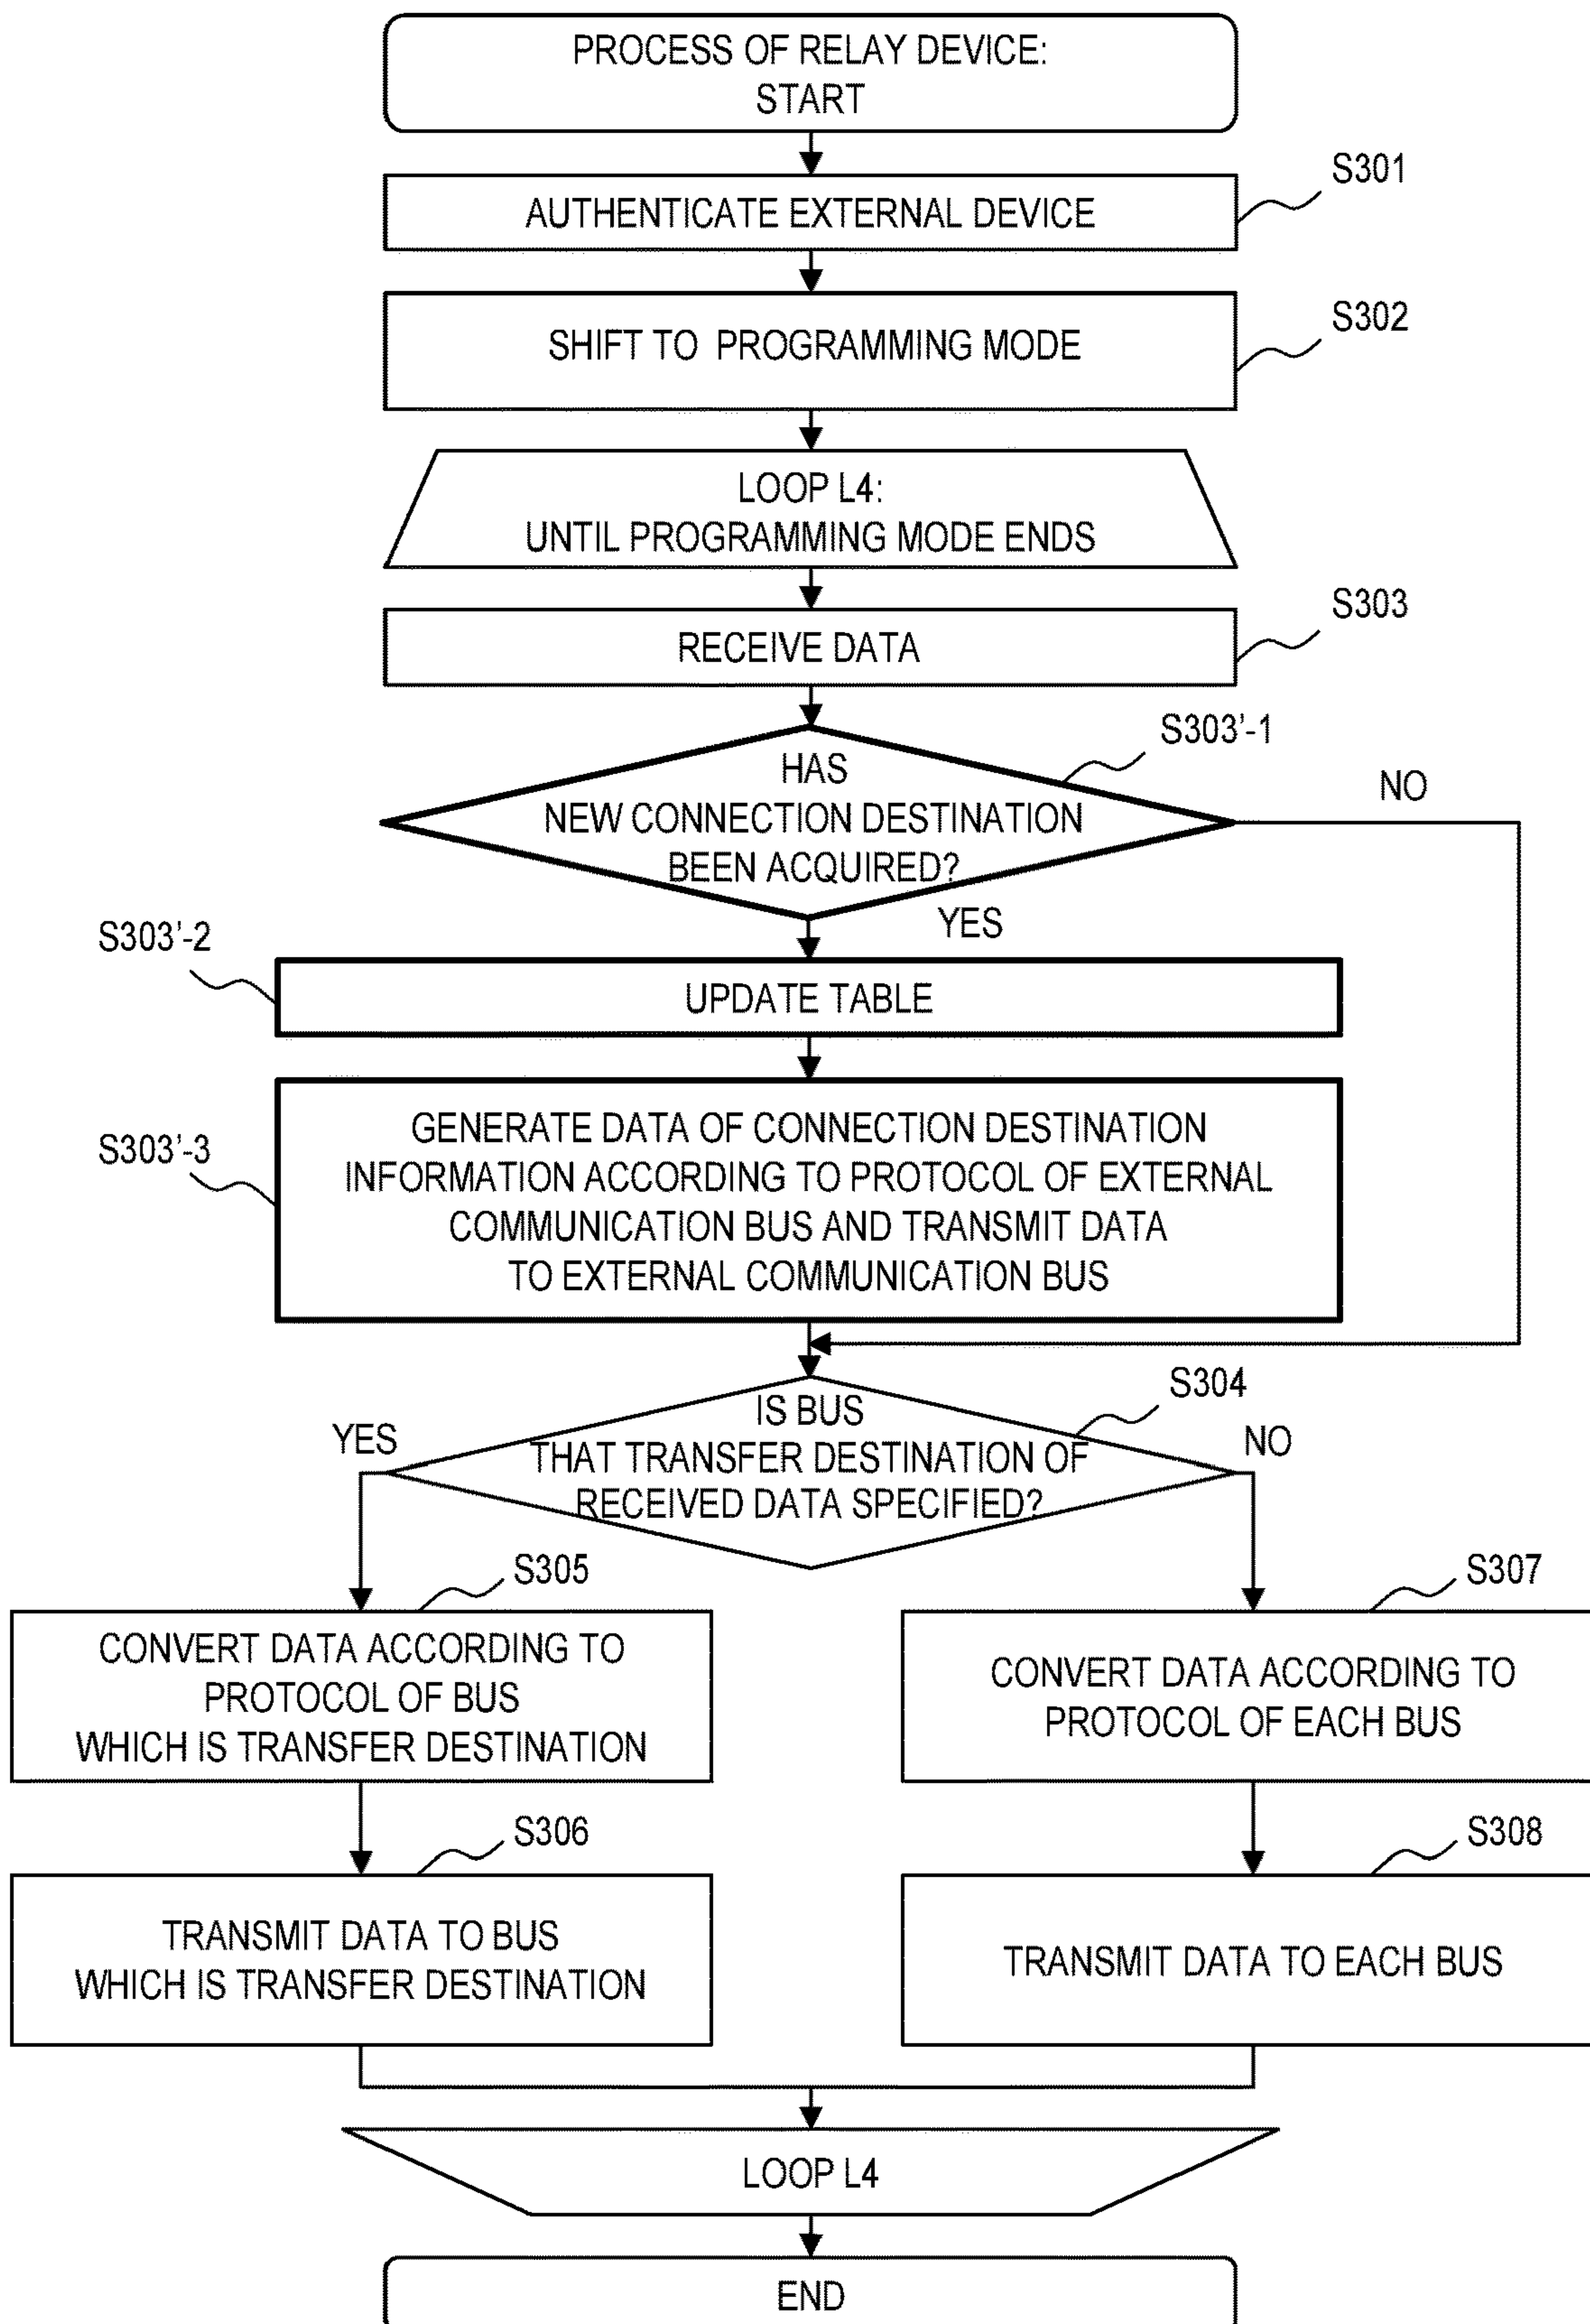 PROCESS OF RELAY DEVICE:
START
S301
AUTHENTICATE EXTERNAL DEVICE
S302
SHIFT TO PROGRAMMING MODE
LOOP L4:
UNTIL PROGRAMMING MODE ENDS
S303
RECEIVE DATA
S303'-1
HAS
NEW CONNECTION DESTINATION
BEEN ACQUIRED?
NO
YES
S303'-2
UPDATE TABLE
S303'-3
GENERATE DATA OF CONNECTION DESTINATION
INFORMATION ACCORDING TO PROTOCOL OF EXTERNAL
COMMUNICATION BUS AND TRANSMIT DATA
TO EXTERNAL COMMUNICATION BUS
S304
IS BUS
THAT TRANSFER DESTINATION OF
RECEIVED DATA SPECIFIED?
YES
NO
S305
CONVERT DATA ACCORDING TO
PROTOCOL OF BUS
WHICH IS TRANSFER DESTINATION
S307
CONVERT DATA ACCORDING TO
PROTOCOL OF EACH BUS
S306
TRANSMIT DATA TO BUS
WHICH IS TRANSFER DESTINATION
S308
TRANSMIT DATA TO EACH BUS
LOOP L4
END